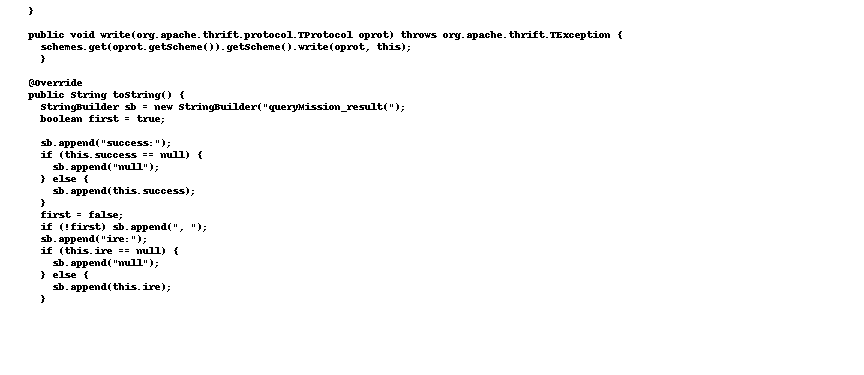 }
public void write(org.apache.thrift.protocol.TProtocol oprot) throws org.apache.thrift.TException {
schemes.get(oprot.getScheme()).getScheme().write(oprot, this);
}
@Override
public String toString() {
StringBuilder sb = new StringBuilder("queryMission_result(");
boolean first = true;
sb.append("success:");
if (this.success == null) {
sb.append("null");
} else {
sb.append(this.success);
}
first = false;
if (!first) sb.append(", ");
sb.append("ire:");
if (this.ire == null) {
sb.append("null");
} else {
sb.append(this.ire);
}